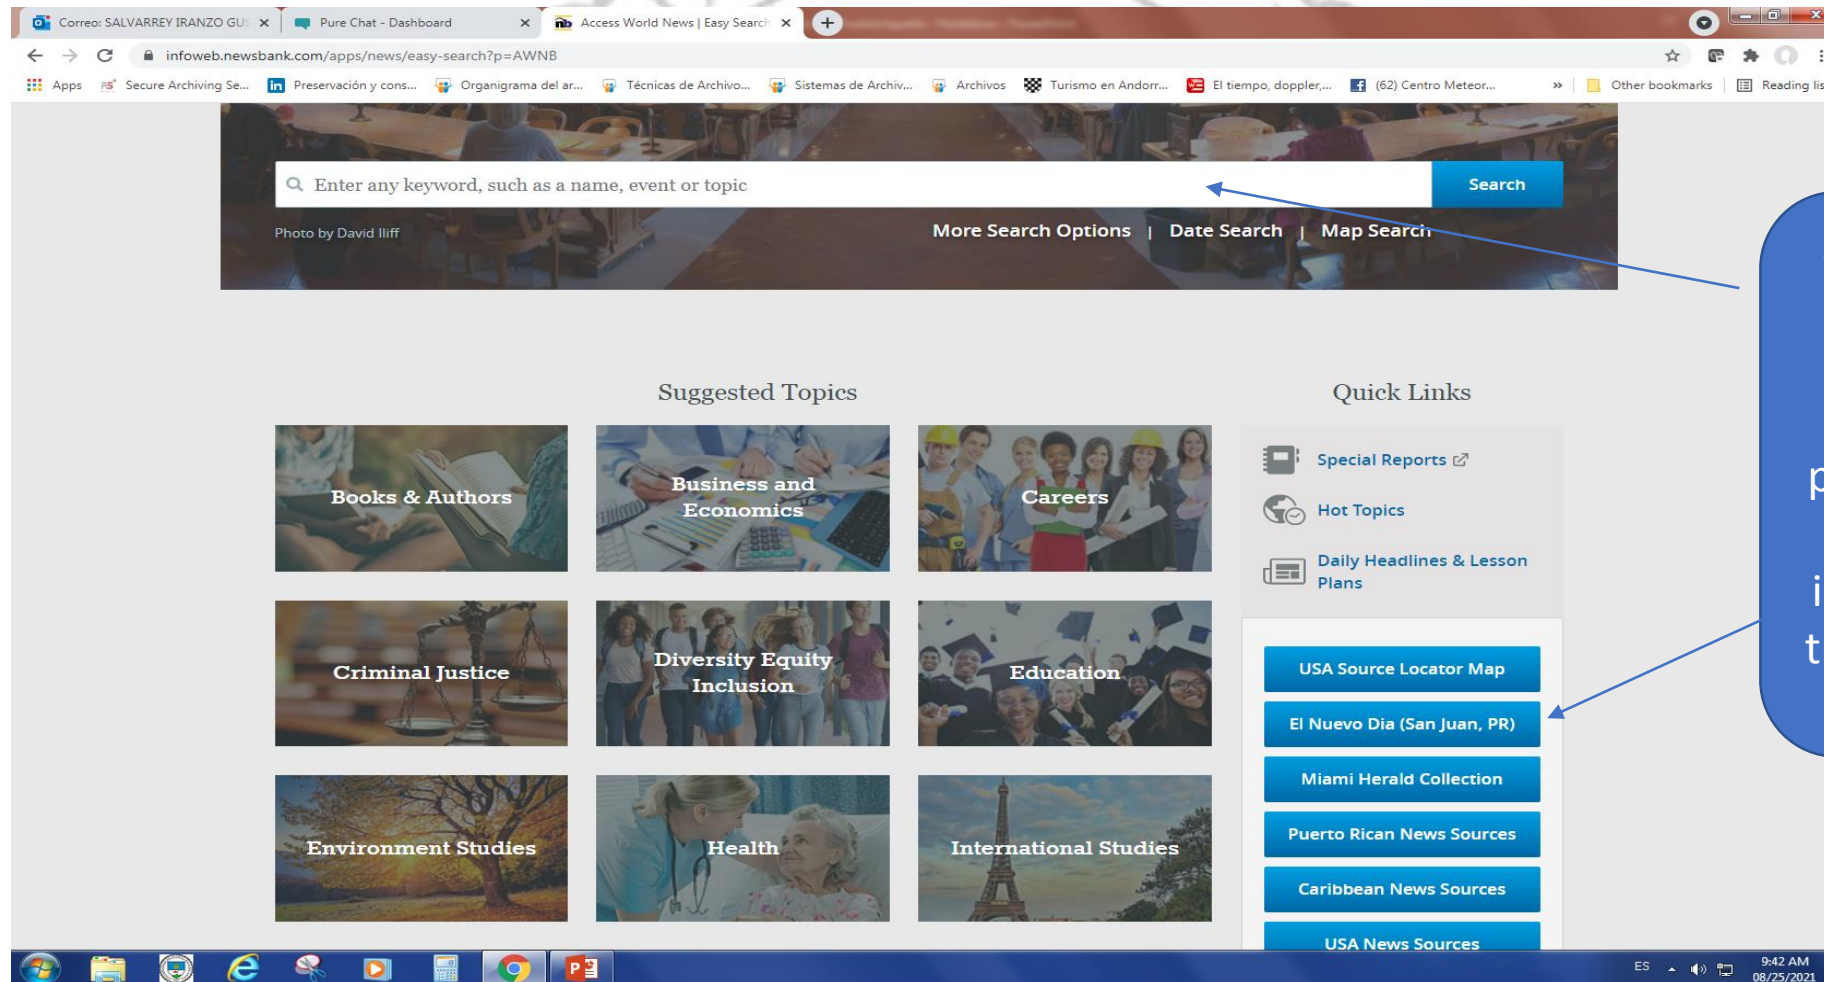 Correo: SALVARREY IRANZO GUS
Pure Chat - Dashboard
Access World News | Easy Search
infoweb.newsbank.com/apps/news/easy-search?p=AWNB
Apps
Secure Archiving Se...
Preservación y cons...
Organigrama del ar...
Técnicas de Archivo...
Sistemas de Archiv...
Archivos
Turismo en Andorr...
El tiempo, doppler,...
(62) Centro Meteor...
»
Other bookmarks
Reading lis
Enter any keyword, such as a name, event or topic
Search
Photo by David Iliff
More Search Options | Date Search | Map Search
Suggested Topics
Books & Authors
Business and
Economics
Careers
Criminal Justice
Diversity Equity
Inclusion
Education
Environment Studies
Health
International Studies
Quick Links
Special Reports
Hot Topics
Daily Headlines & Lesson
Plans
USA Source Locator Map
El Nuevo Dia (San Juan, PR)
Miami Herald Collection
Puerto Rican News Sources
Caribbean News Sources
USA News Sources
ES
9:42 AM
08/25/2021